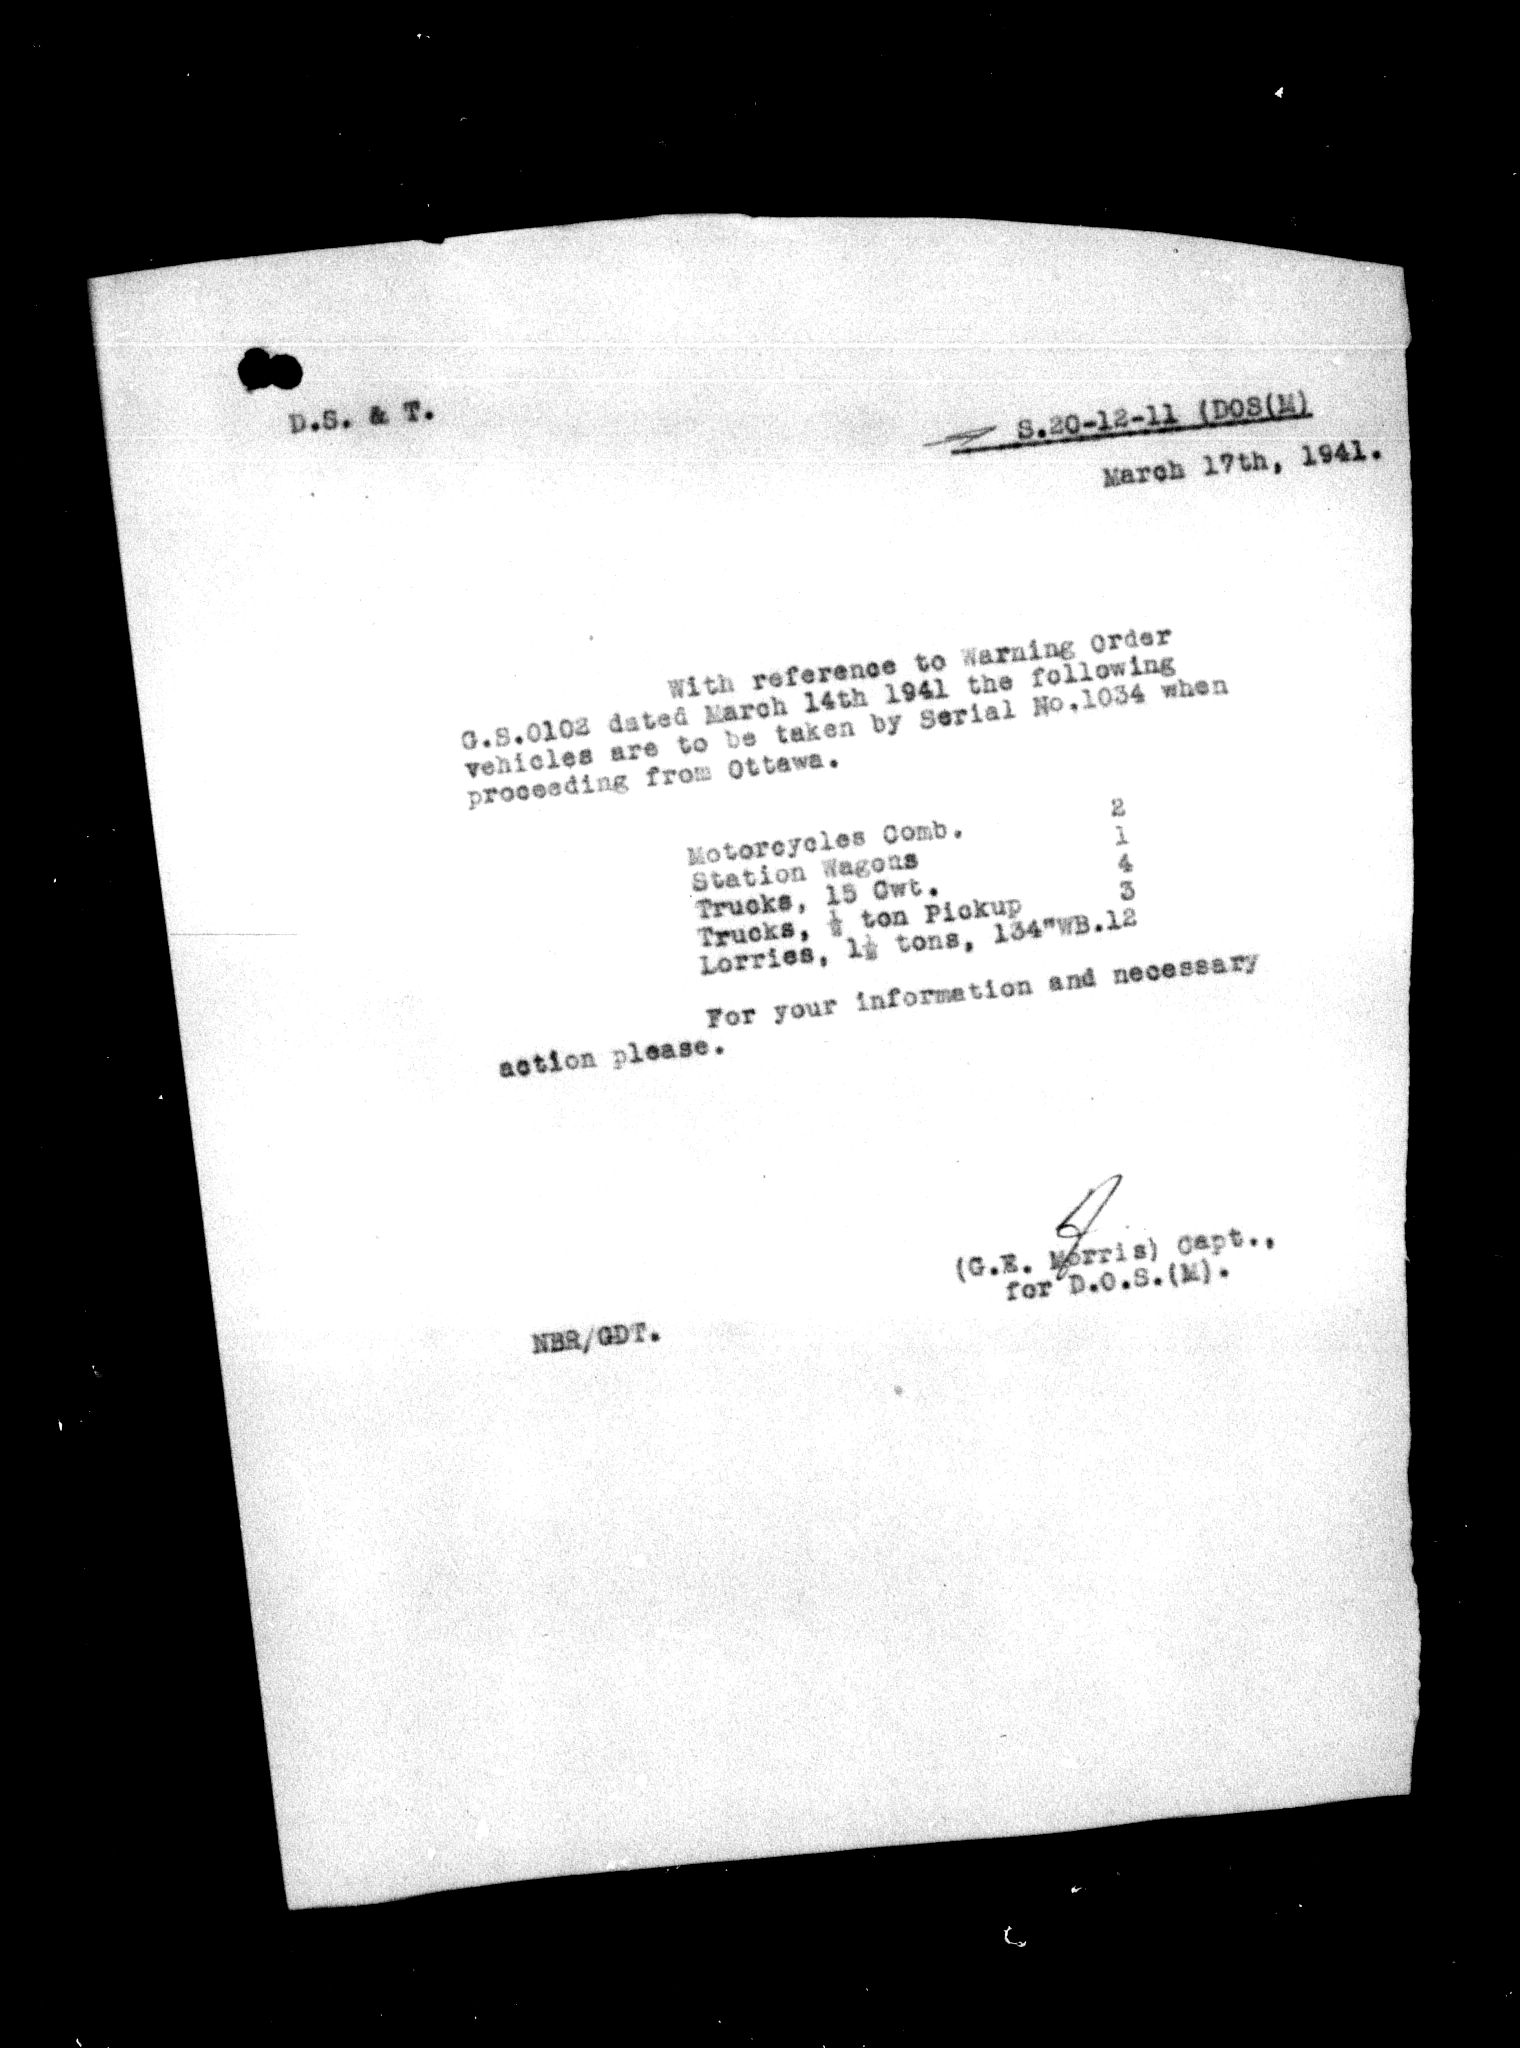 D.S. & T.
S.20-12-11 (DOS(M)
March 17th, 1941.
With reference to Warning Order
G.S.0102 dated March 14th 1941 the following
vehicles are to be taken by Serial No.1034 when
proceeding from Ottawa.
Motorcycles Comb. 2
Station Wagons 1
Trucks, 15 Cwt. 4
Trucks, ½ ton Pickup 3
Lorries, 1½ tons, 134"WB.12
For your information and necessary
action please.
(G.E. Morris) Capt.,
for D.O.S.(M).
NBR/GDT.